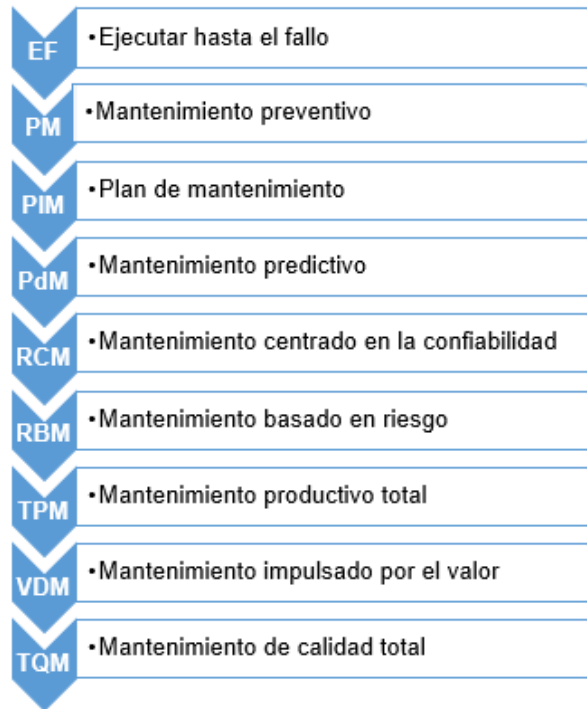 EF
•Ejecutar hasta el fallo
PM
•Mantenimiento preventivo
PlM
•Plan de mantenimiento
PdM
•Mantenimiento predictivo
RCM
•Mantenimiento centrado en la confiabilidad
RBM
•Mantenimiento basado en riesgo
TPM
•Mantenimiento productivo total
VDM
•Mantenimiento impulsado por el valor
TQM
•Mantenimiento de calidad total